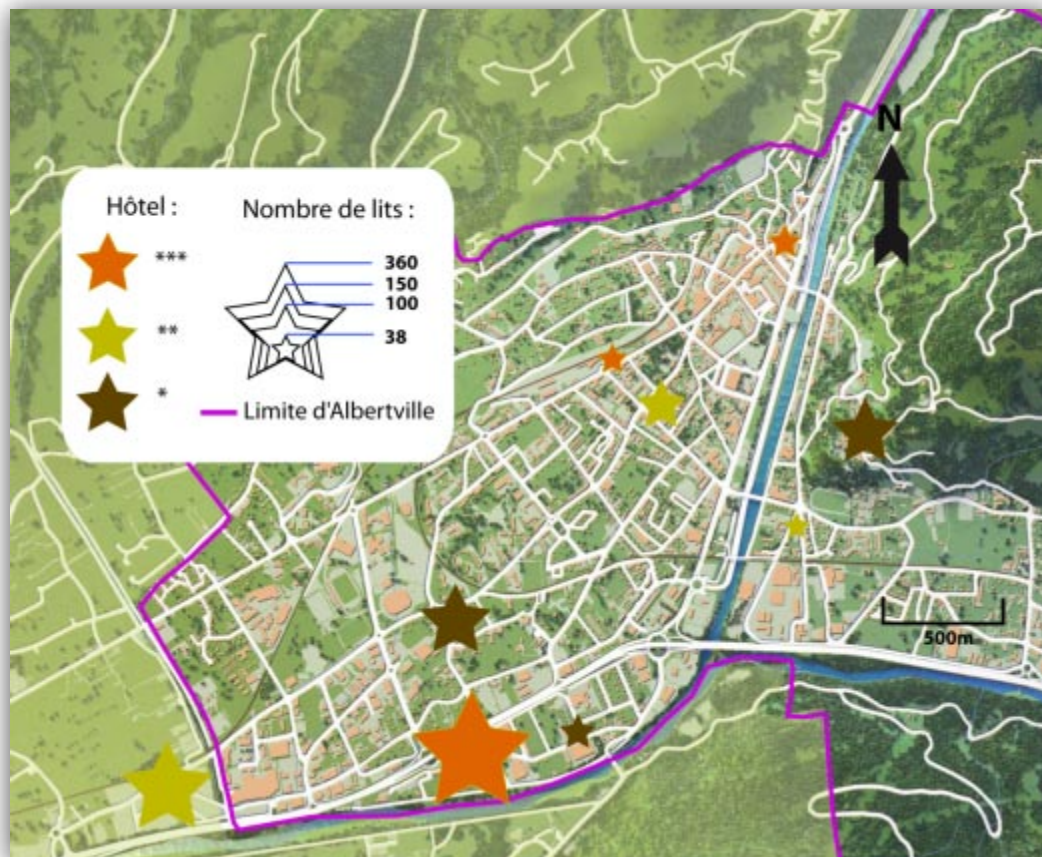 N
Hôtel :
***
**
*
Nombre de lits :
360
150
100
38
Limite d'Albertville
500m